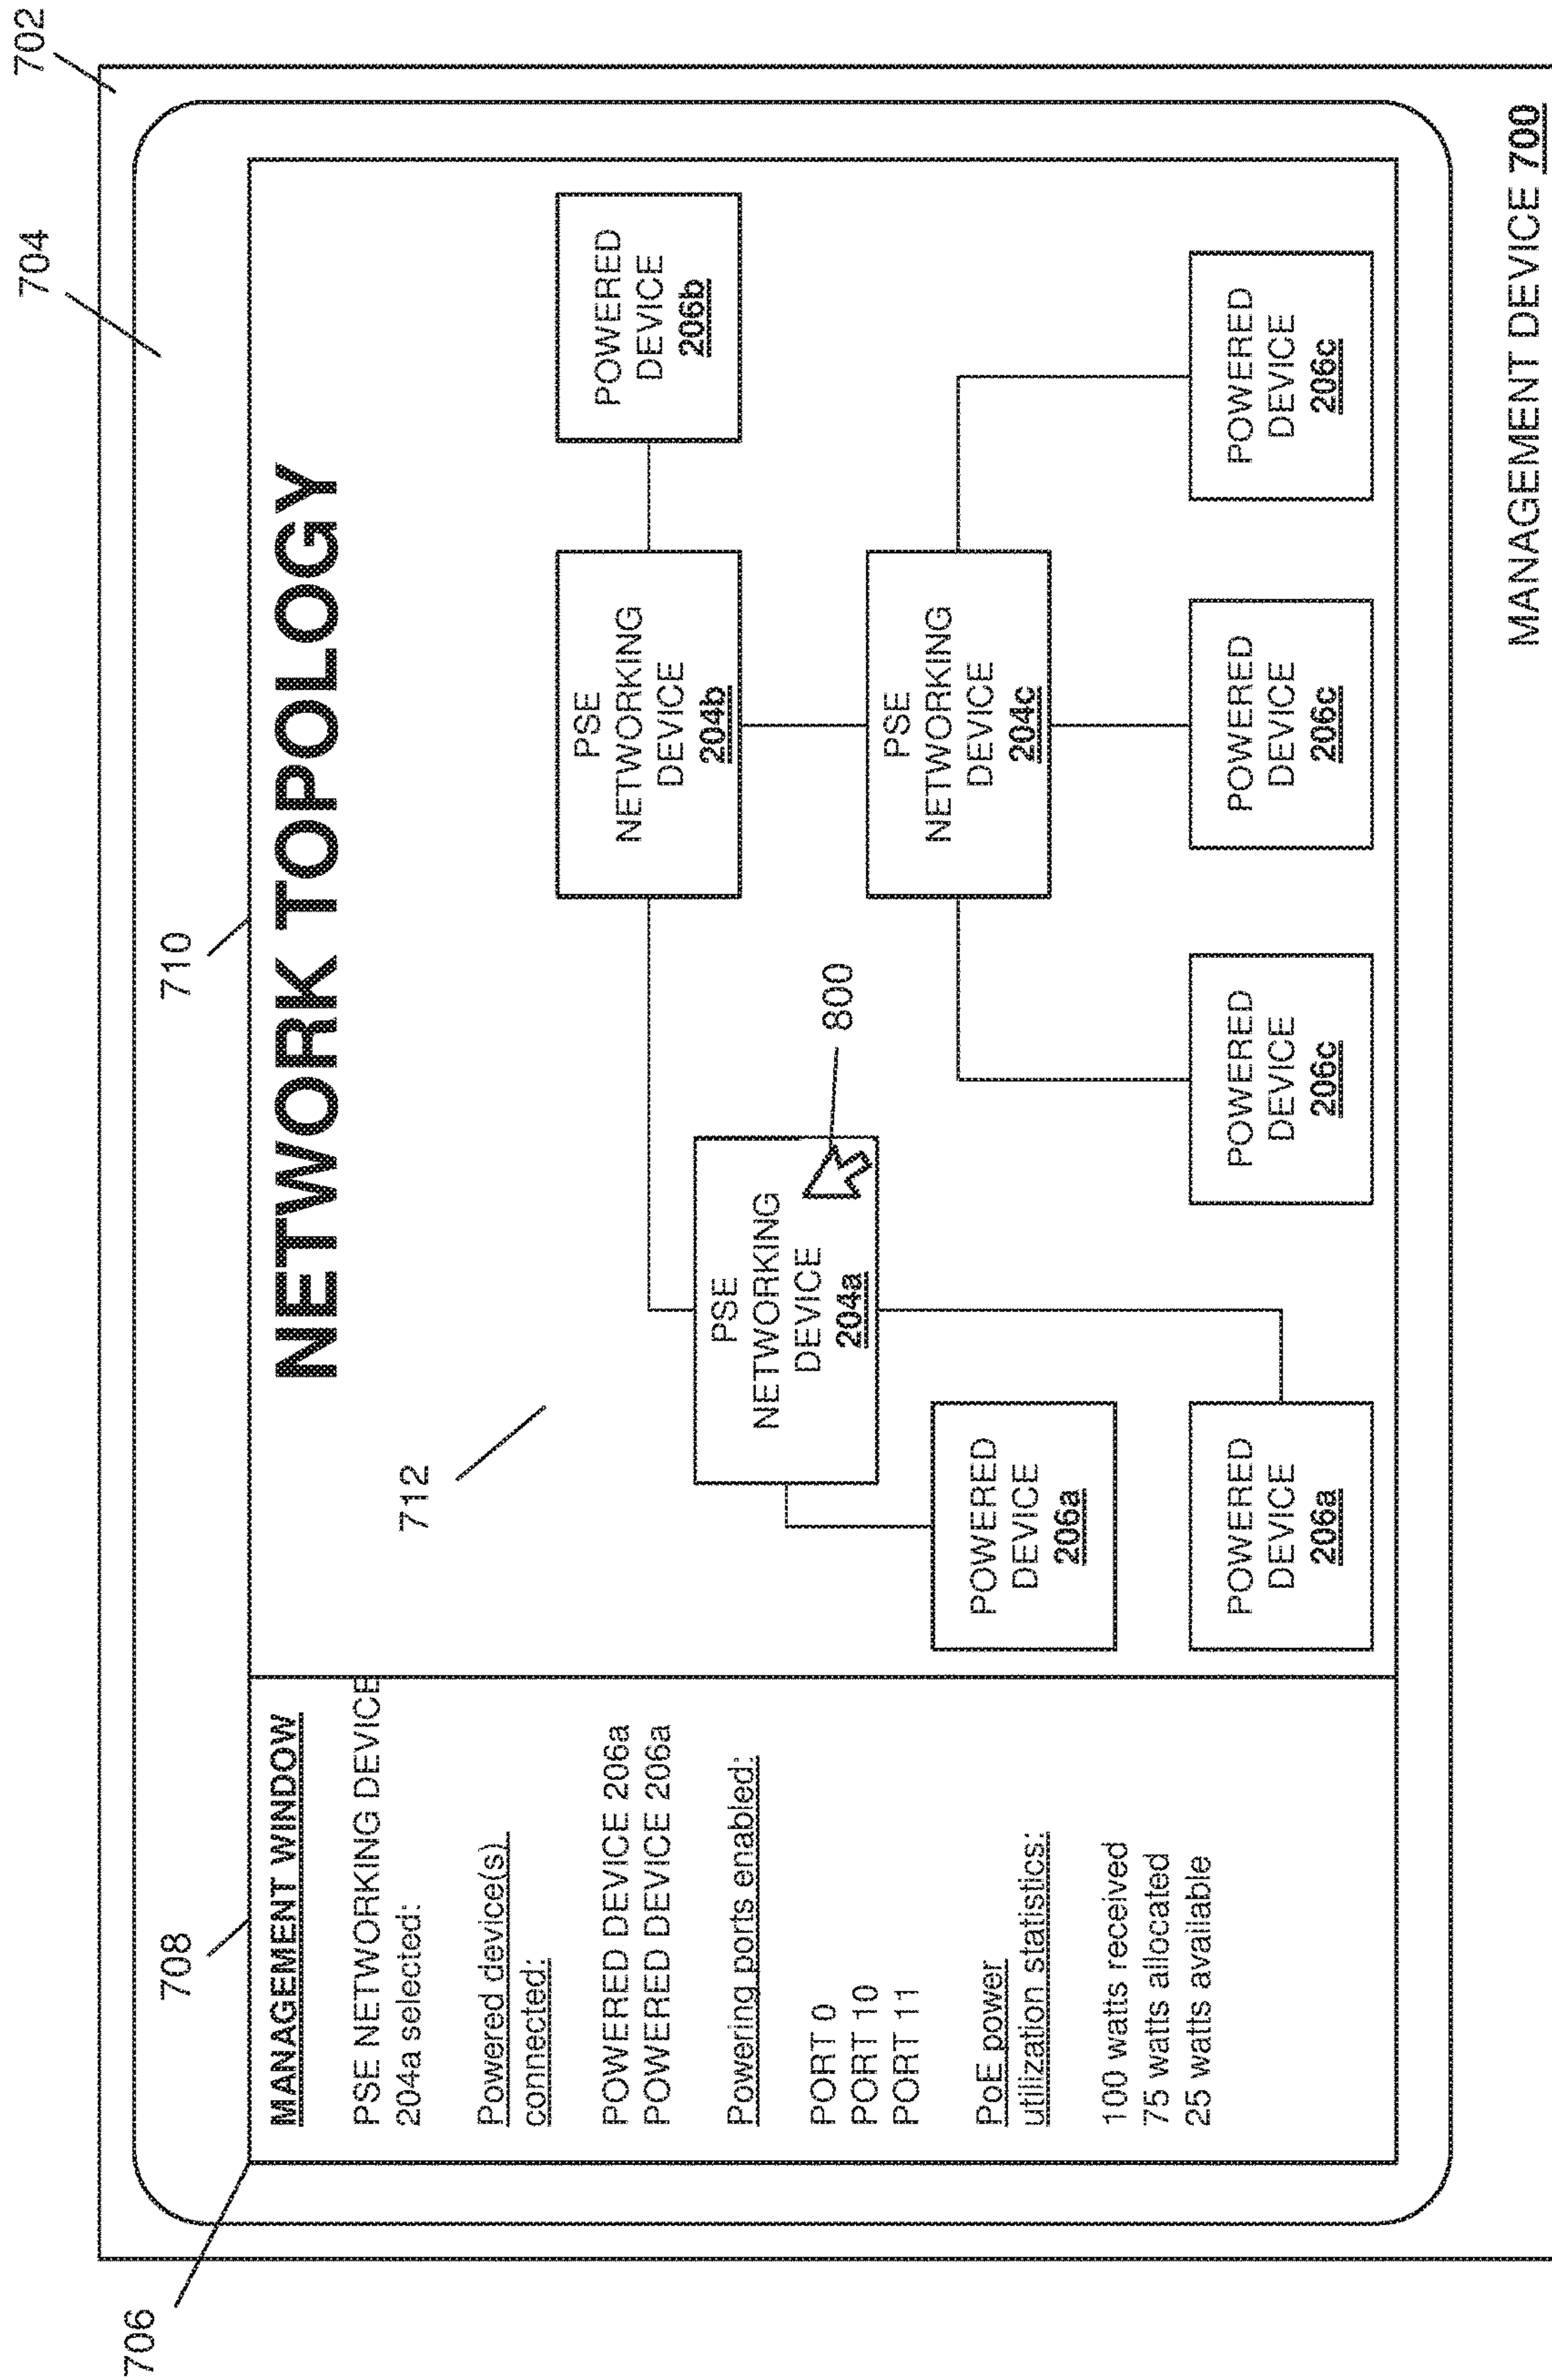 702
704
706
708
710
MANAGEMENT WINDOW
PSE NETWORKING DEVICE
204a selected:
Powered device(s)
connected:
POWERED DEVICE 206a
POWERED DEVICE 206a
Powering ports enabled:
PORT 0
PORT 10
PORT 11
PoE power
utilization statistics:
100 watts received
75 watts allocated
25 watts available
NETWORK TOPOLOGY
712
PSE
NETWORKING
DEVICE
204b
POWERED
DEVICE
206b
PSE
NETWORKING
DEVICE
204a
800
PSE
NETWORKING
DEVICE
204c
POWERED
DEVICE
206a
POWERED
DEVICE
206a
POWERED
DEVICE
206c
POWERED
DEVICE
206c
POWERED
DEVICE
206c
MANAGEMENT DEVICE 700